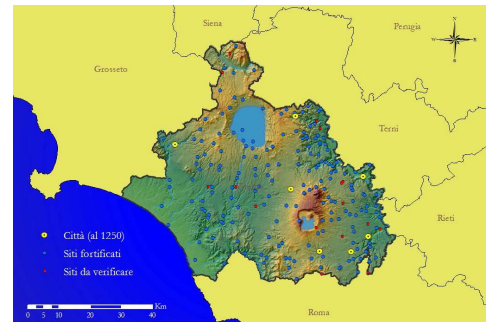 Siena
Perugia
N
Grosseto
Terni
Rieti
Città (al 1250)
Siti fortificati
Siti da verificare
Km
0 5 10 20 30 40
Roma